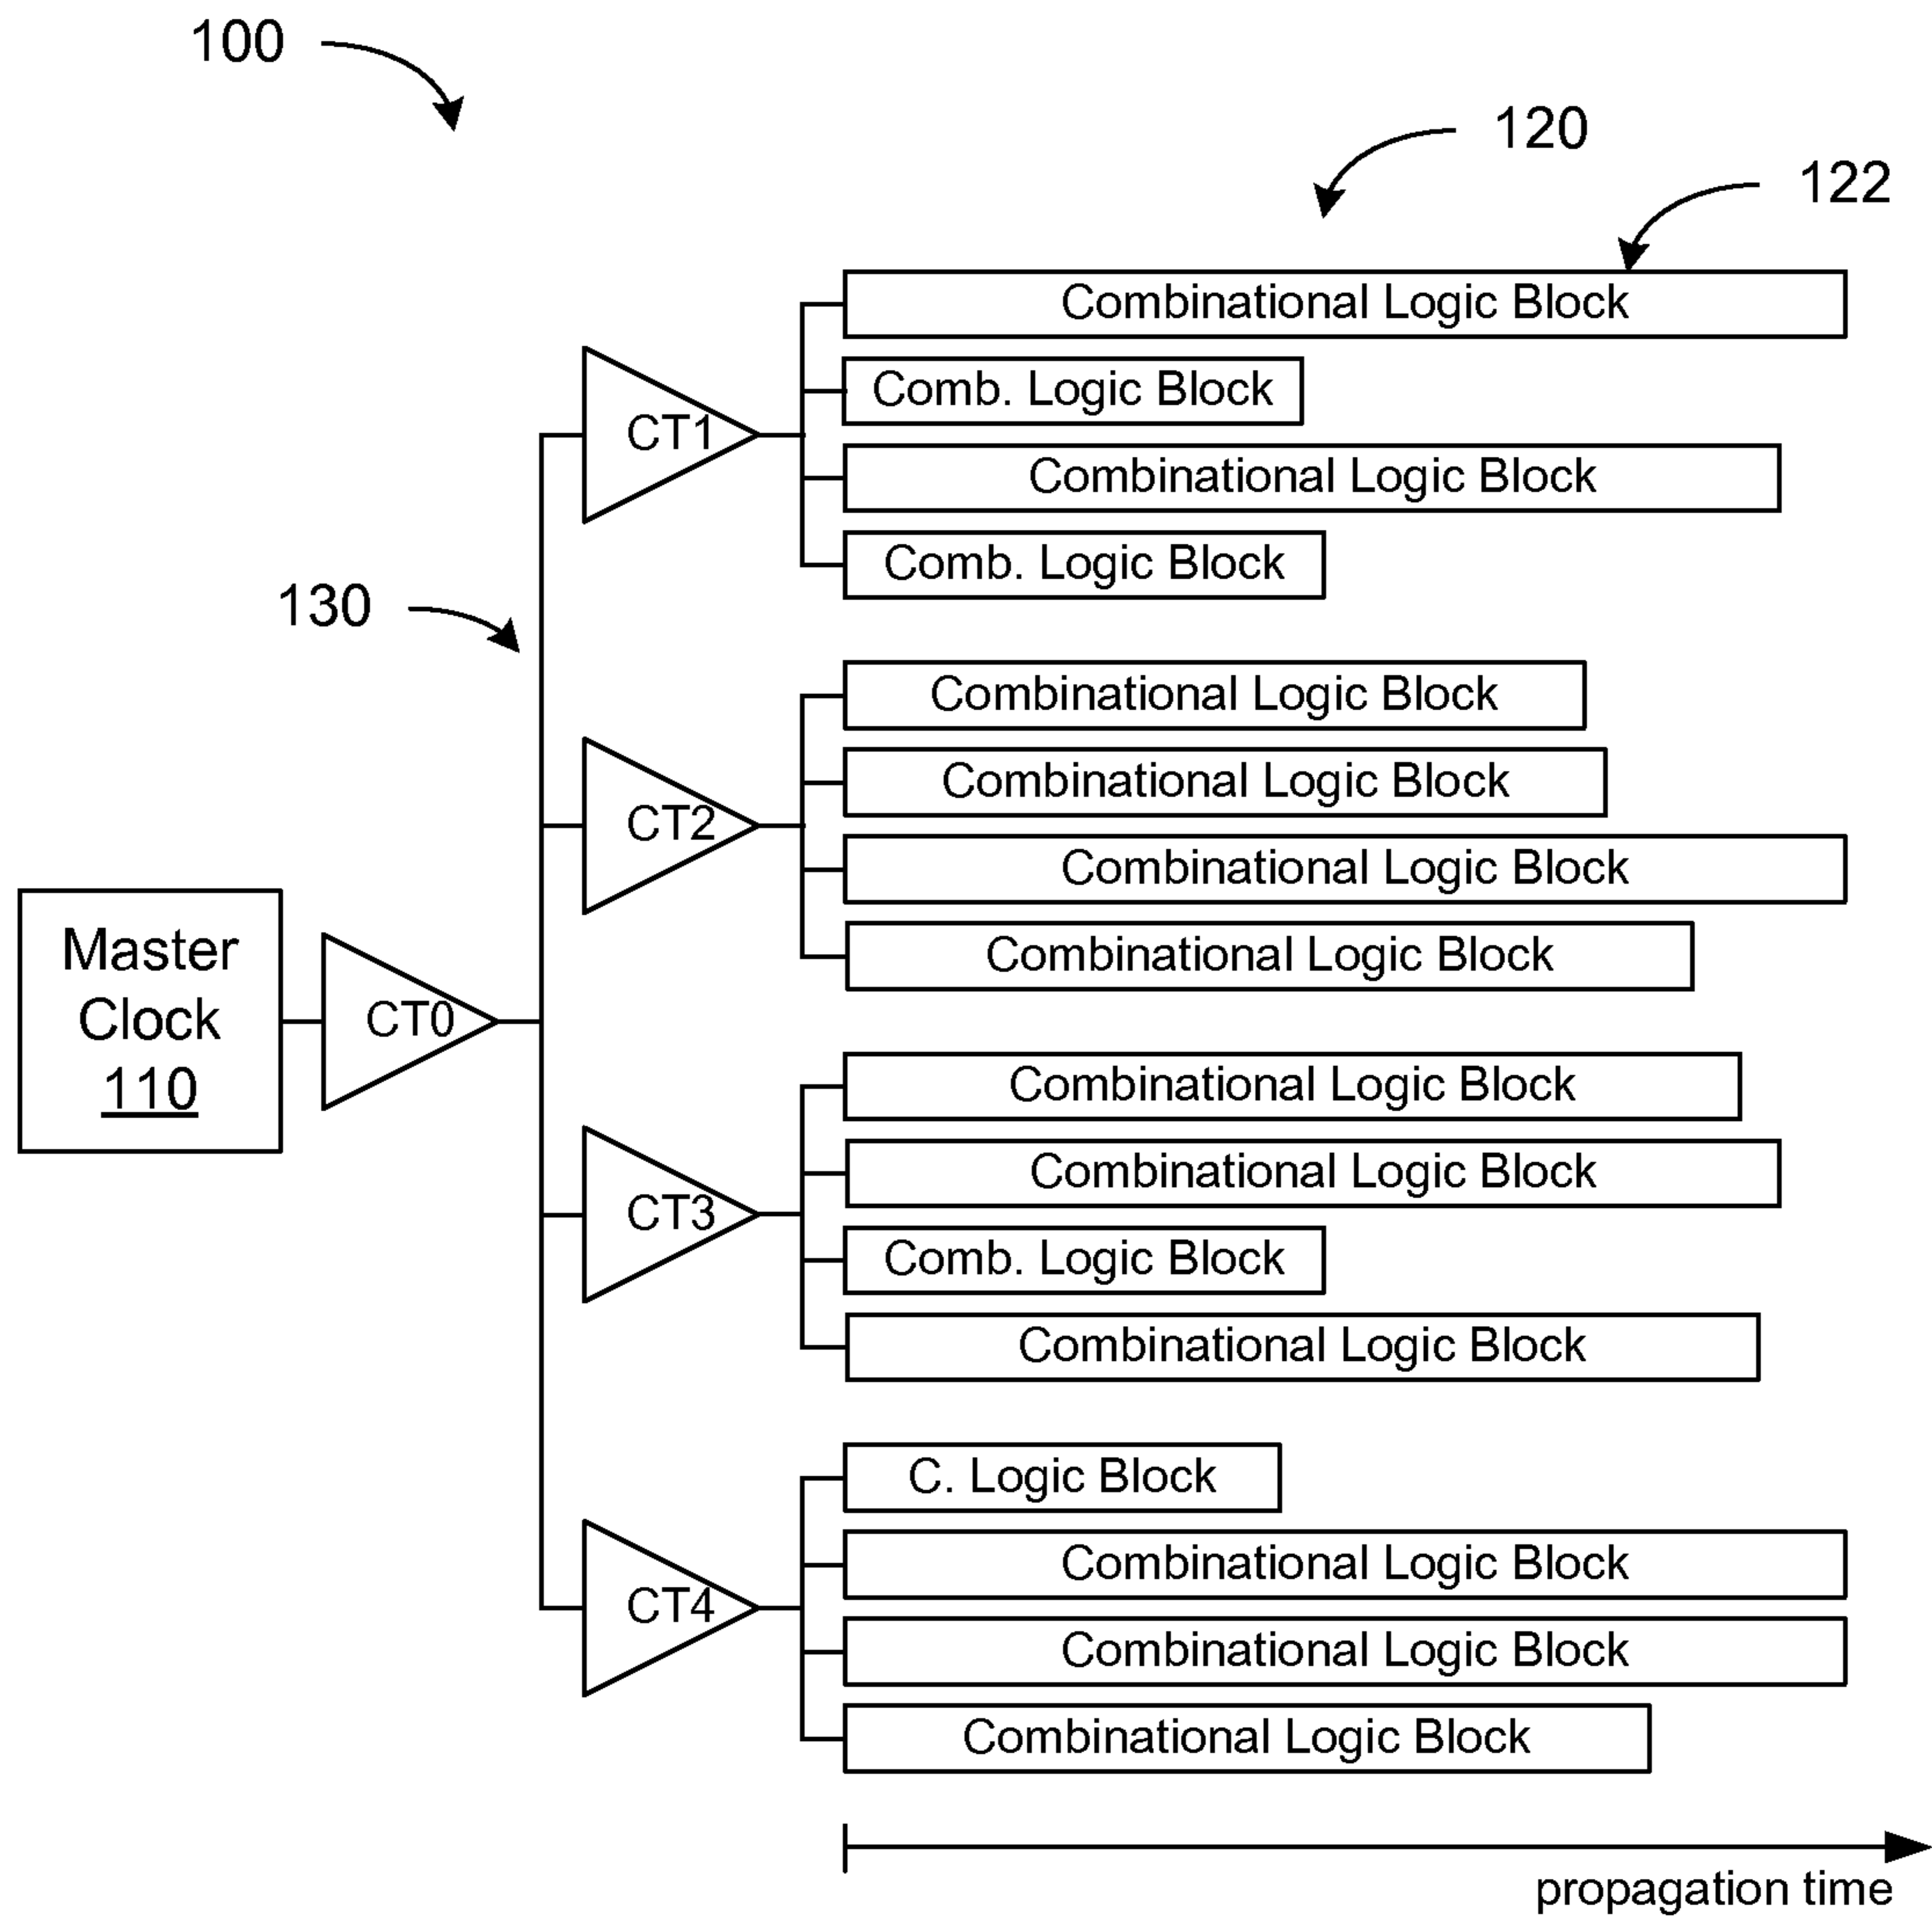 100
120
122
Combinational Logic Block
Comb. Logic Block
CT1
Combinational Logic Block
Comb. Logic Block
130
Combinational Logic Block
Combinational Logic Block
CT2
Combinational Logic Block
Combinational Logic Block
Master
Clock
110
CT0
Combinational Logic Block
Combinational Logic Block
CT3
Comb. Logic Block
Combinational Logic Block
C. Logic Block
Combinational Logic Block
CT4
Combinational Logic Block
Combinational Logic Block
propagation time